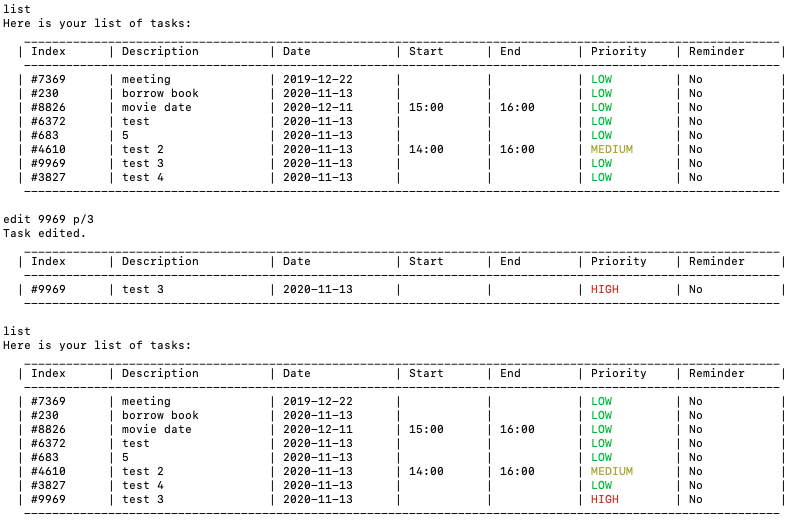 list
Here is your list of tasks:
| Index | Description | Date | Start | End | Priority | Reminder |
| #7369 | meeting | 2019-12-22 | | | LOW | No |
| #230 | borrow book | 2020-11-13 | | | LOW | No |
| #8826 | movie date | 2020-12-11 | 15:00 | 16:00 | LOW | No |
| #6372 | test | 2020-11-13 | | | LOW | No |
| #683 | 5 | 2020-11-13 | | | LOW | No |
| #4610 | test 2 | 2020-11-13 | 14:00 | 16:00 | MEDIUM | No |
| #9969 | test 3 | 2020-11-13 | | | LOW | No |
| #3827 | test 4 | 2020-11-13 | | | LOW | No |
edit 9969 p/3
Task edited.
| Index | Description | Date | Start | End | Priority | Reminder |
| #9969 | test 3 | 2020-11-13 | | | HIGH | No |
list
Here is your list of tasks:
| Index | Description | Date | Start | End | Priority | Reminder |
| #7369 | meeting | 2019-12-22 | | | LOW | No |
| #230 | borrow book | 2020-11-13 | | | LOW | No |
| #8826 | movie date | 2020-12-11 | 15:00 | 16:00 | LOW | No |
| #6372 | test | 2020-11-13 | | | LOW | No |
| #683 | 5 | 2020-11-13 | | | LOW | No |
| #4610 | test 2 | 2020-11-13 | 14:00 | 16:00 | MEDIUM | No |
| #3827 | test 4 | 2020-11-13 | | | LOW | No |
| #9969 | test 3 | 2020-11-13 | | | HIGH | No |